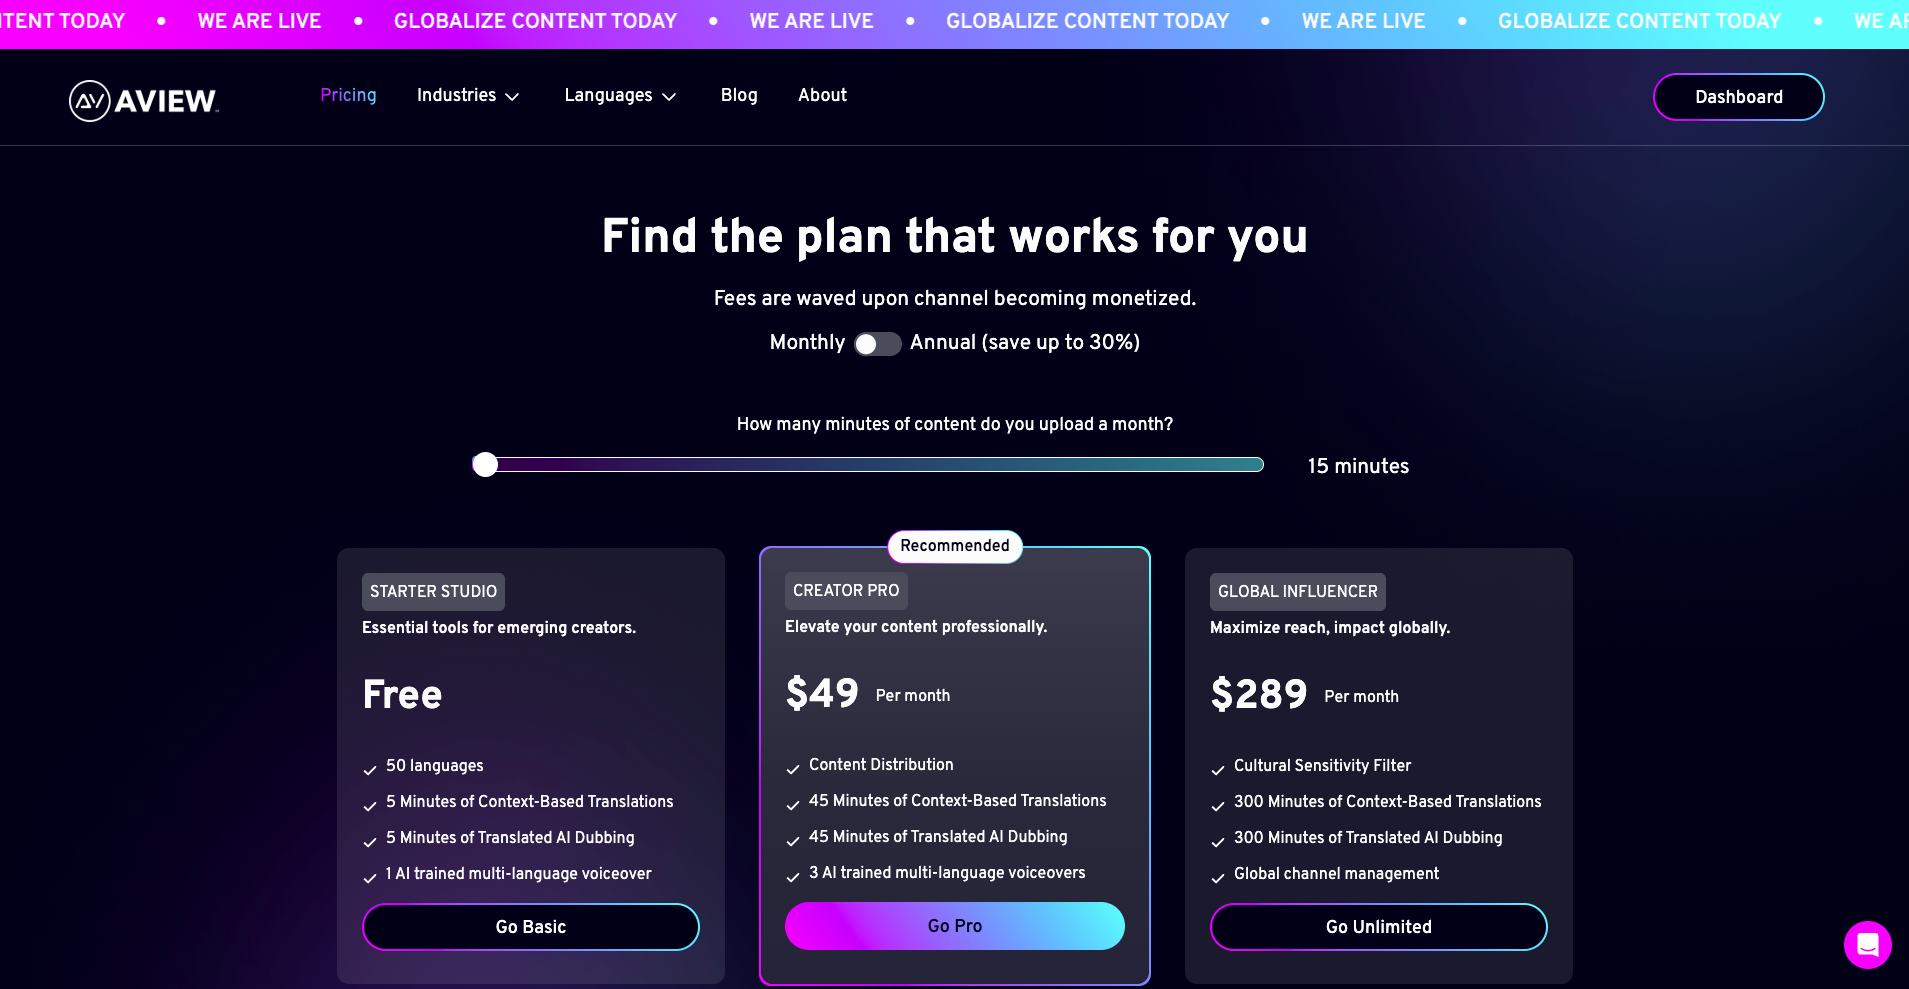 TENT TODAY • WE ARE LIVE • GLOBALIZE CONTENT TODAY • WE ARE LIVE • GLOBALIZE CONTENT TODAY • WE ARE LIVE • GLOBALIZE CONTENT TODAY • WE A
AVIEW Pricing Industries Languages Blog About Dashboard
Find the plan that works for you
Fees are waved upon channel becoming monetized.
Monthly Annual (save up to 30%)
How many minutes of content do you upload a month?
15 minutes
STARTER STUDIO
Essential tools for emerging creators.
Free
50 languages
5 Minutes of Context-Based Translations
5 Minutes of Translated AI Dubbing
1 AI trained multi-language voiceover
Go Basic
Recommended
CREATOR PRO
Elevate your content professionally.
$49 Per month
Content Distribution
45 Minutes of Context-Based Translations
45 Minutes of Translated AI Dubbing
3 AI trained multi-language voiceovers
Go Pro
GLOBAL INFLUENCER
Maximize reach, impact globally.
$289 Per month
Cultural Sensitivity Filter
300 Minutes of Context-Based Translations
300 Minutes of Translated AI Dubbing
Global channel management
Go Unlimited